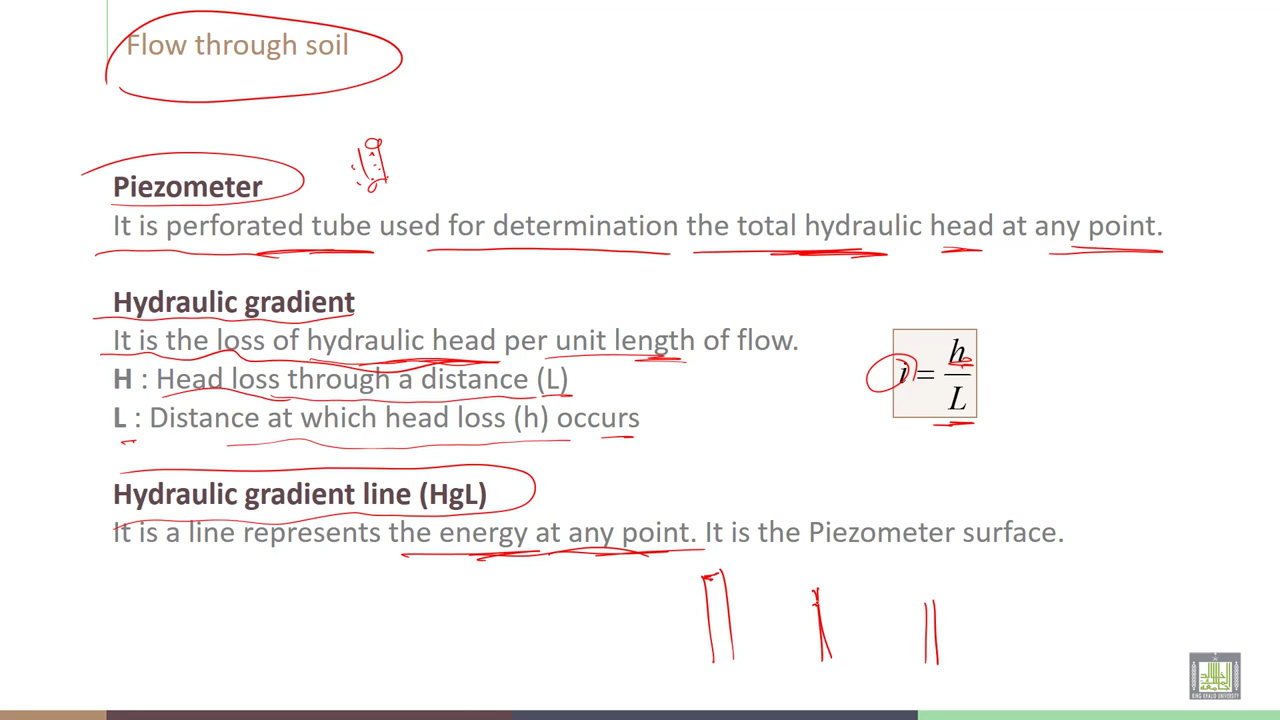 Flow through soil
Piezometer
It is perforated tube used for determination the total hydraulic head at any point.
Hydraulic gradient
It is the loss of hydraulic head per unit length of flow.
H : Head loss through a distance (L)
L : Distance at which head loss (h) occurs
i = h / L
Hydraulic gradient line (HgL)
It is a line represents the energy at any point. It is the Piezometer surface.
KING KHALID UNIVERSITY